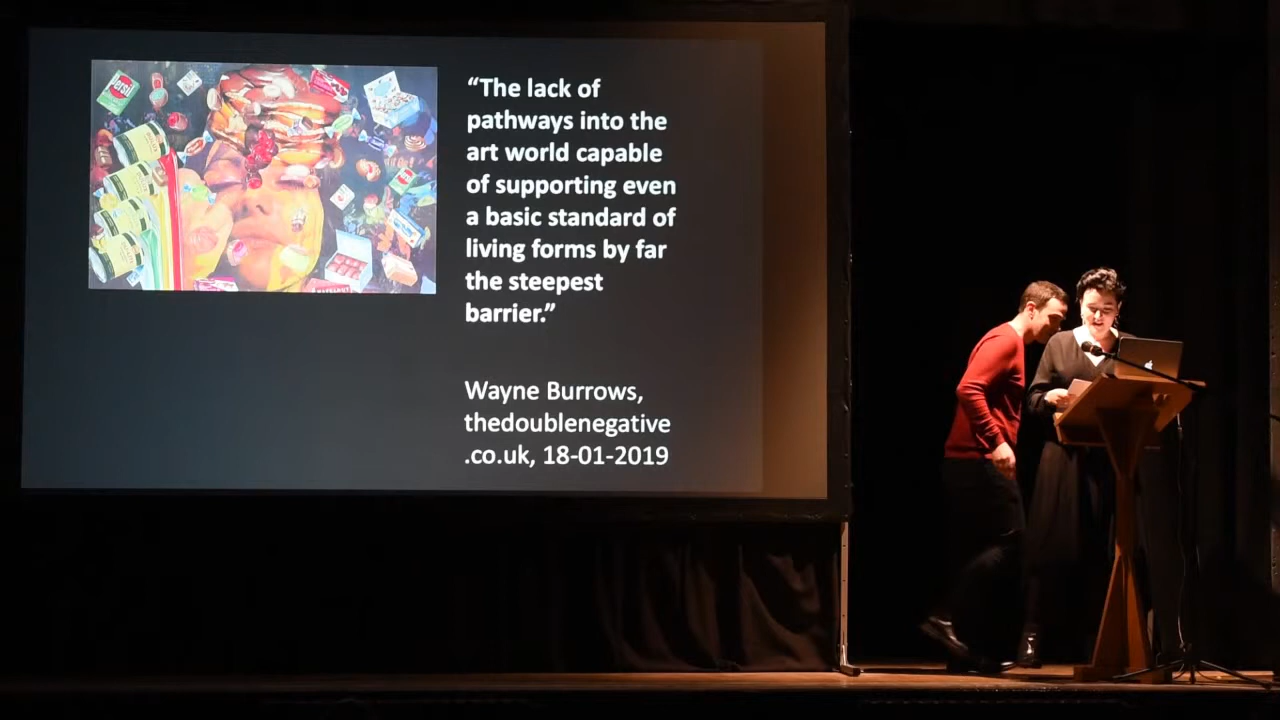 “The lack of
pathways into the
art world capable
of supporting even
a basic standard of
living forms by far
the steepest
barrier.”
Wayne Burrows,
thedoublenegative
.co.uk, 18-01-2019